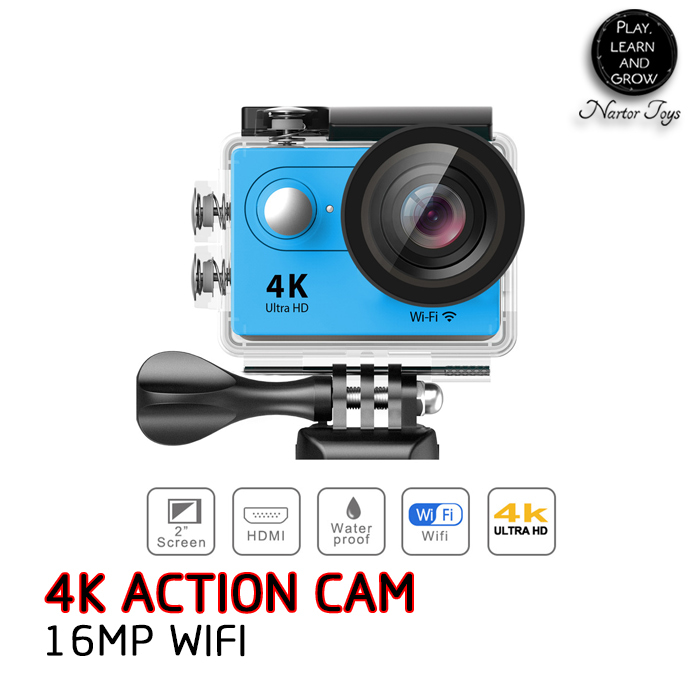 PLAY,
LEARN
AND
GROW
Nartor Toys
4K
Ultra HD
Wi-Fi
2"
Screen
HDMI
Water
proof
Wi Fi
Wifi
4k
ULTRA HD
4K ACTION CAM
16MP WIFI